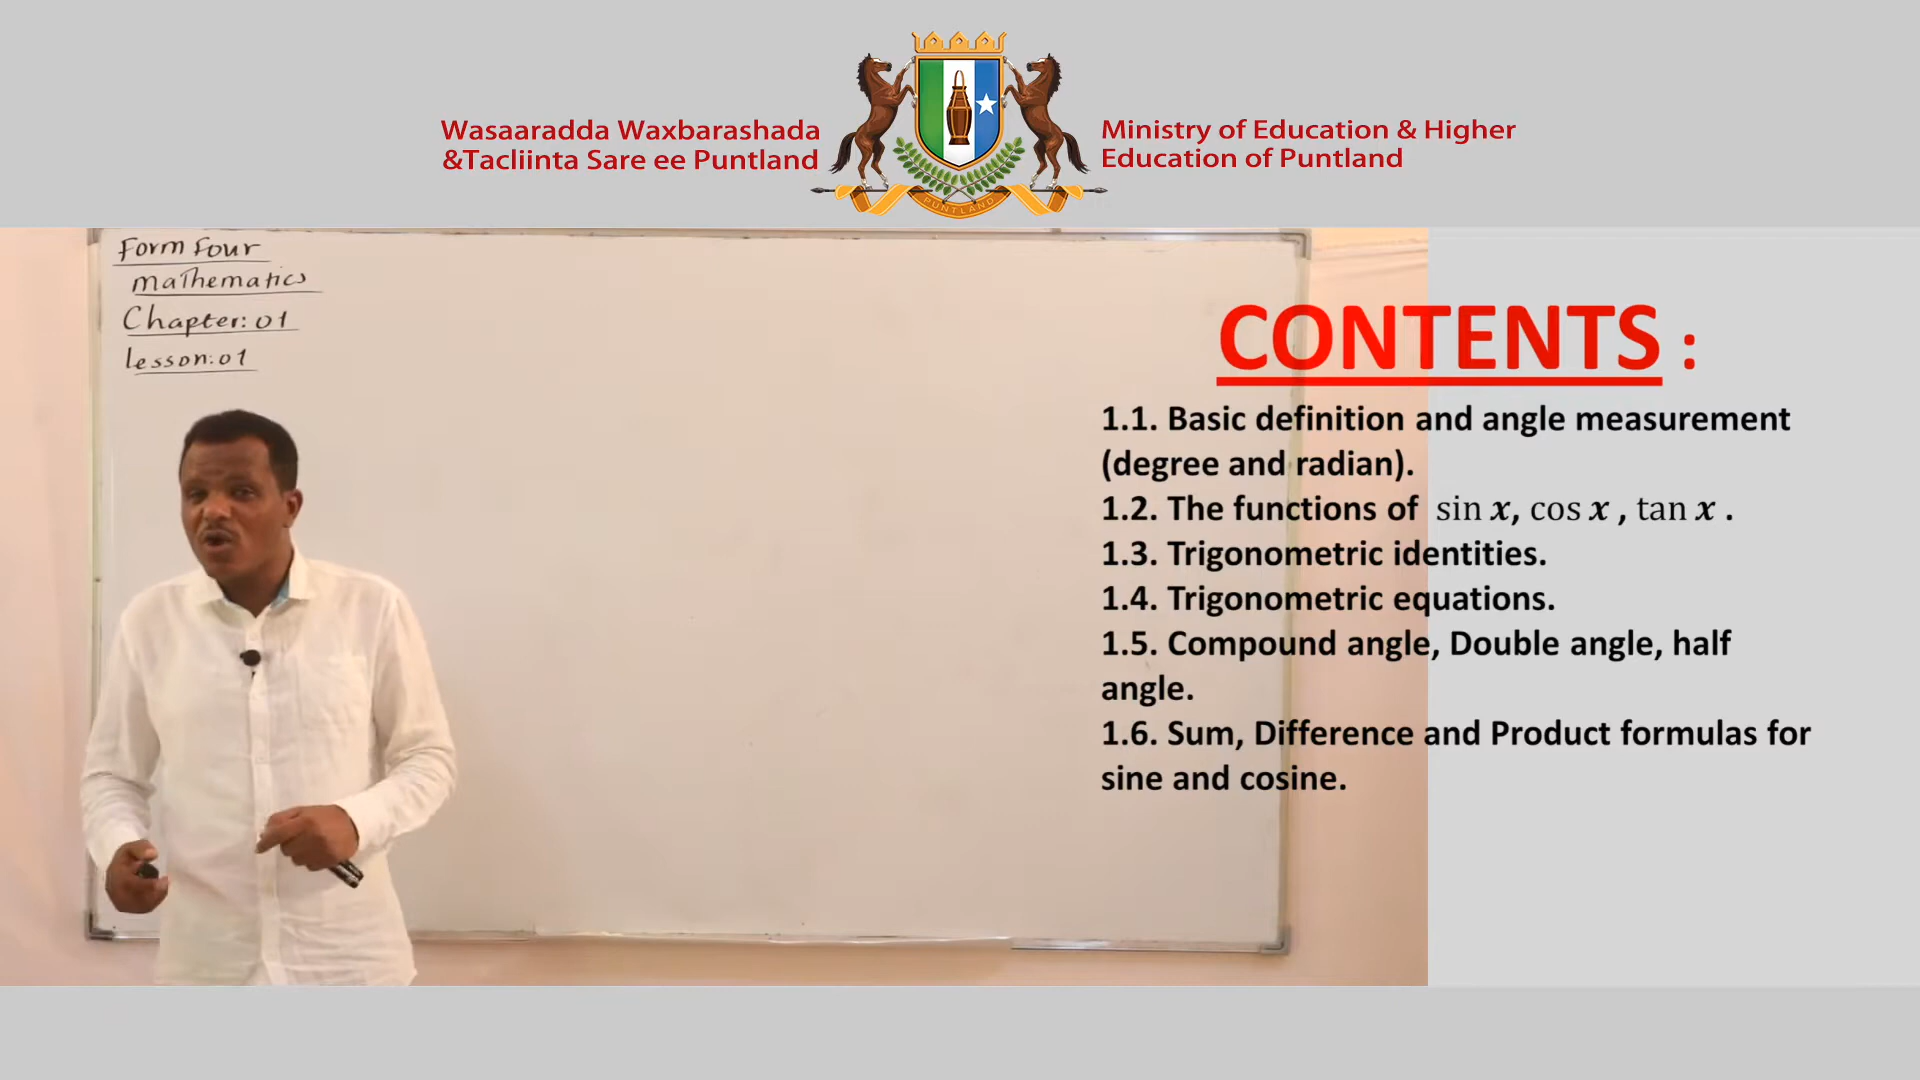 Wasaaradda Waxbarashada
&Tacliinta Sare ee Puntland
PUNTLAND
Ministry of Education & Higher
Education of Puntland
Form Four
mathematics
Chapter: 01
lesson: 01
CONTENTS :
1.1. Basic definition and angle measurement
(degree and radian).
1.2. The functions of sin x, cos x , tan x .
1.3. Trigonometric identities.
1.4. Trigonometric equations.
1.5. Compound angle, Double angle, half
angle.
1.6. Sum, Difference and Product formulas for
sine and cosine.